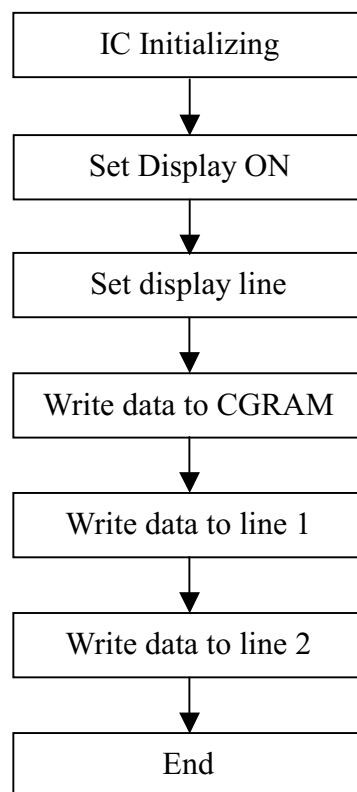 IC Initializing
Set Display ON
Set display line
Write data to CGRAM
Write data to line 1
Write data to line 2
End